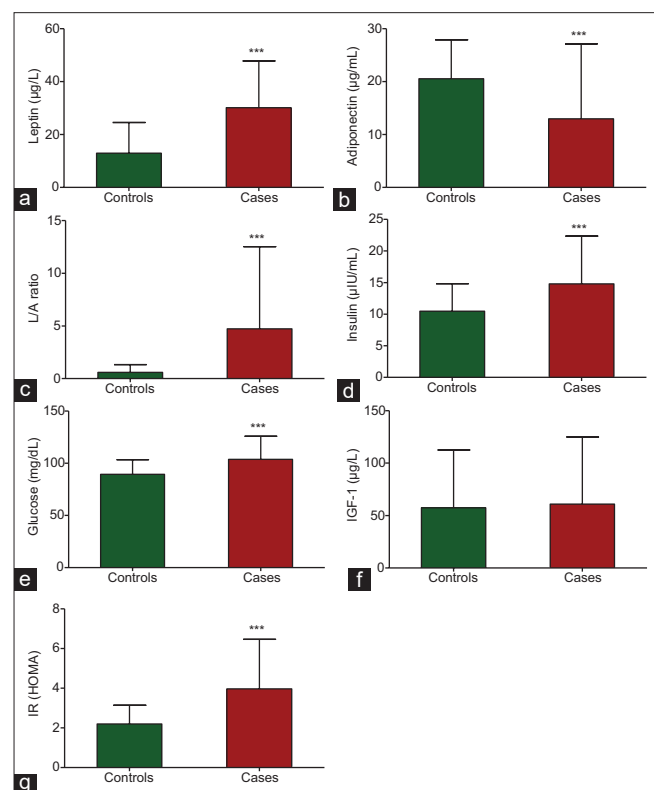 60
40
20
0
Leptin (µg/L)
***
Controls Cases
a
30
20
10
0
Adiponectin (µg/mL)
***
Controls Cases
b
15
10
5
0
L/A ratio
***
Controls Cases
c
25
20
15
10
5
0
Insulin (µIU/mL)
***
Controls Cases
d
150
100
50
0
Glucose (mg/dL)
***
Controls Cases
e
150
100
50
0
IGF-1 (µg/L)
Controls Cases
f
8
6
4
2
0
IR (HOMA)
***
Controls Cases
g